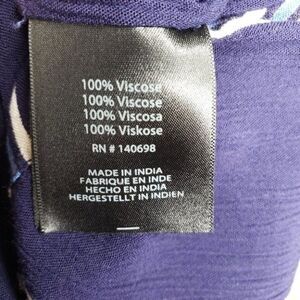 100% Viscose
100% Viscose
100% Viscosa
100% Viskose
RN # 140698
MADE IN INDIA
FABRIQUE EN INDE
HECHO EN INDIA
HERGESTELLT IN INDIEN